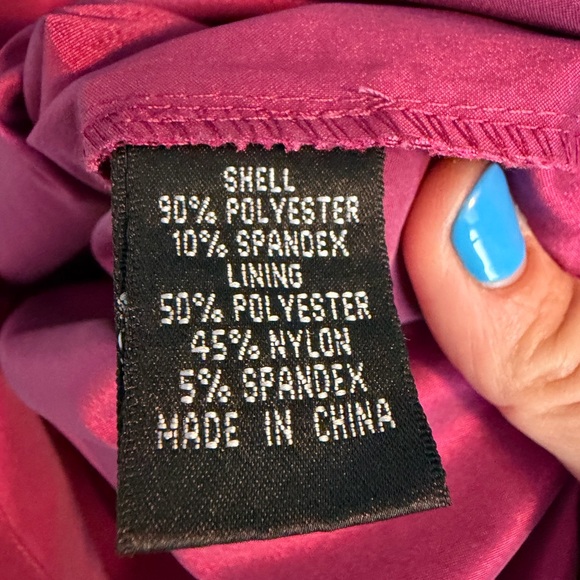 SHELL
90% POLYESTER
10% SPANDEX
LINING
50% POLYESTER
45% NYLON
5% SPANDEX
MADE IN CHINA